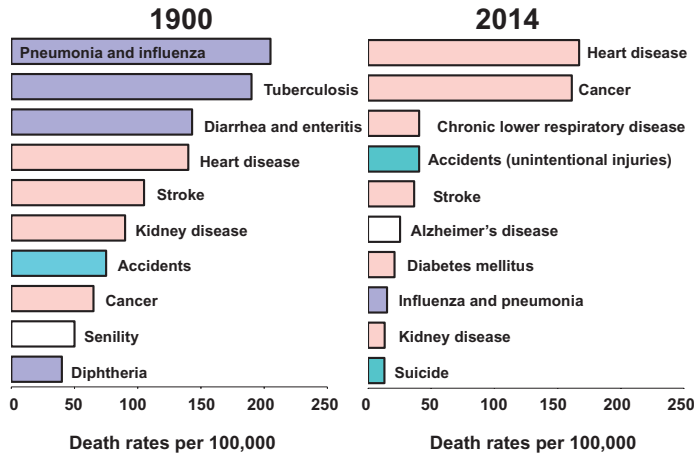 1900
Pneumonia and influenza
Tuberculosis
Diarrhea and enteritis
Heart disease
Stroke
Kidney disease
Accidents
Cancer
Senility
Diphtheria
0 50 100 150 200 250
Death rates per 100,000
2014
Heart disease
Cancer
Chronic lower respiratory disease
Accidents (unintentional injuries)
Stroke
Alzheimer’s disease
Diabetes mellitus
Influenza and pneumonia
Kidney disease
Suicide
0 50 100 150 200 250
Death rates per 100,000